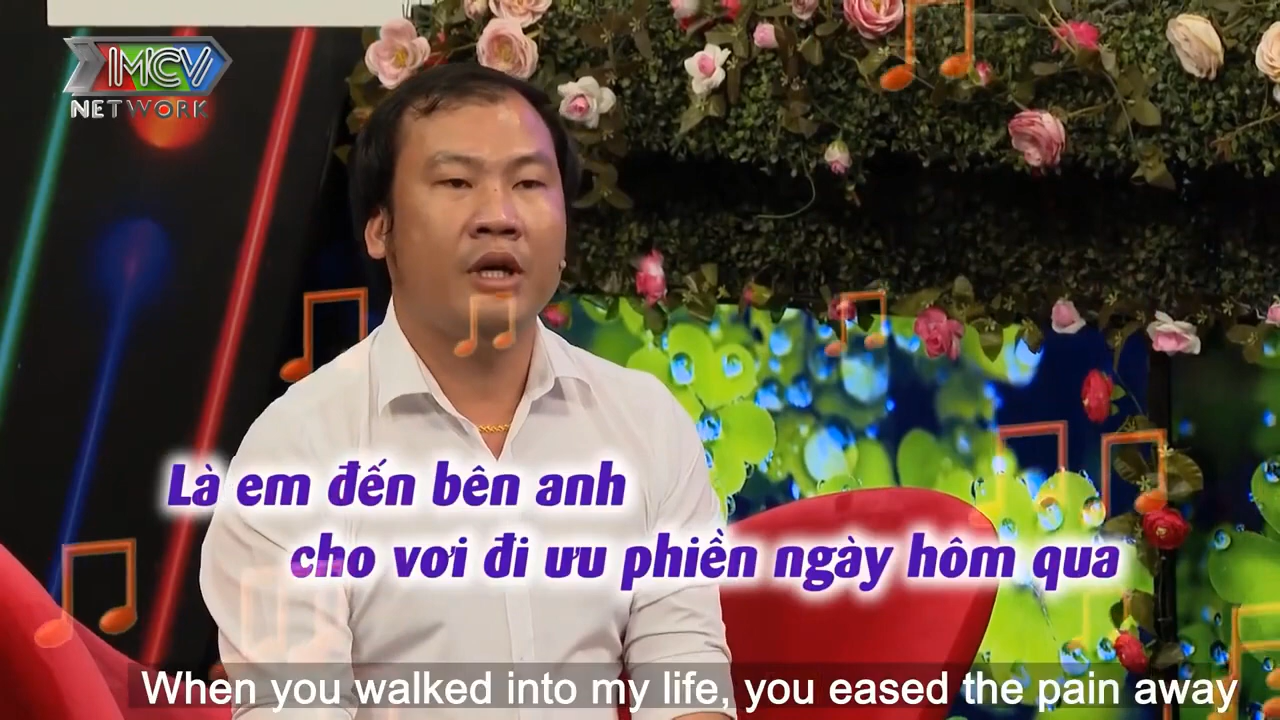 MCV
NETWORK
Là em đến bên anh
cho vơi đi ưu phiền ngày hôm qua
When you walked into my life, you eased the pain away